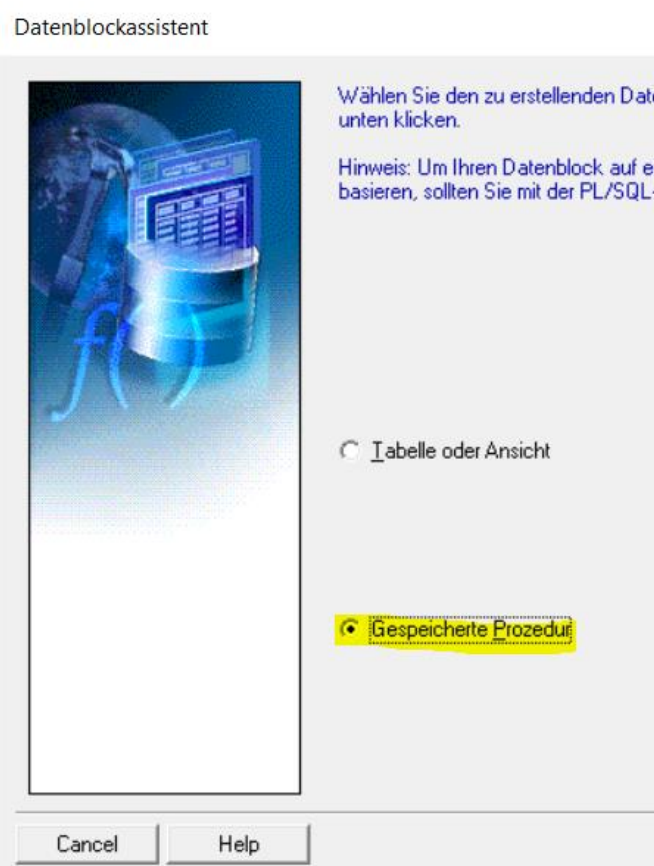 Datenblockassistent
Wählen Sie den zu erstellenden Date
unten klicken.
Hinweis: Um Ihren Datenblock auf e
basieren, sollten Sie mit der PL/SQL-
f( )
Tabelle oder Ansicht
Gespeicherte Prozedur
Cancel
Help